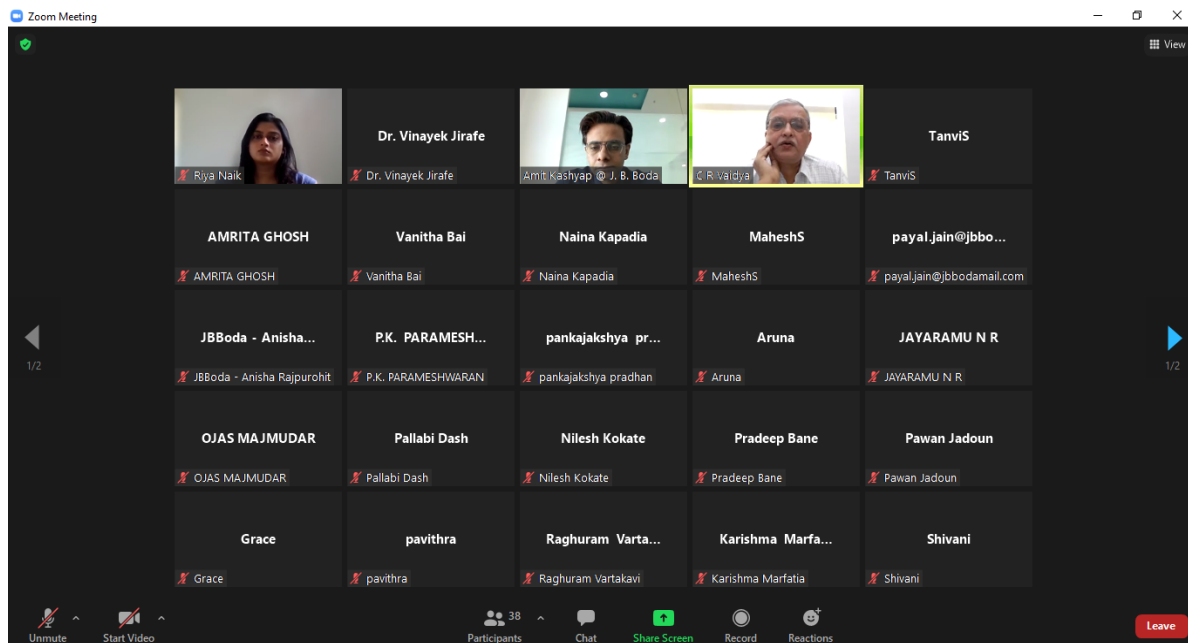 Zoom Meeting
View
Riya Naik
Dr. Vinayek Jirafe
Dr. Vinayek Jirafe
Amit Kashyap @ J. B. Boda
C R Vaidya
TanviS
TanviS
AMRITA GHOSH
AMRITA GHOSH
Vanitha Bai
Vanitha Bai
Naina Kapadia
Naina Kapadia
MaheshS
MaheshS
payal.jain@jbbo...
payal.jain@jbbodamail.com
JBBoda - Anisha...
JBBoda - Anisha Rajpurohit
P.K. PARAMESH...
P.K. PARAMESHWARAN
pankajakshya pr...
pankajakshya pradhan
Aruna
Aruna
JAYARAMU N R
JAYARAMU N R
1/2
1/2
OJAS MAJMUDAR
OJAS MAJMUDAR
Pallabi Dash
Pallabi Dash
Nilesh Kokate
Nilesh Kokate
Pradeep Bane
Pradeep Bane
Pawan Jadoun
Pawan Jadoun
Grace
Grace
pavithra
pavithra
Raghuram Varta...
Raghuram Vartakavi
Karishma Marfa...
Karishma Marfatia
Shivani
Shivani
Unmute
Start Video
38
Participants
Chat
Share Screen
Record
Reactions
Leave